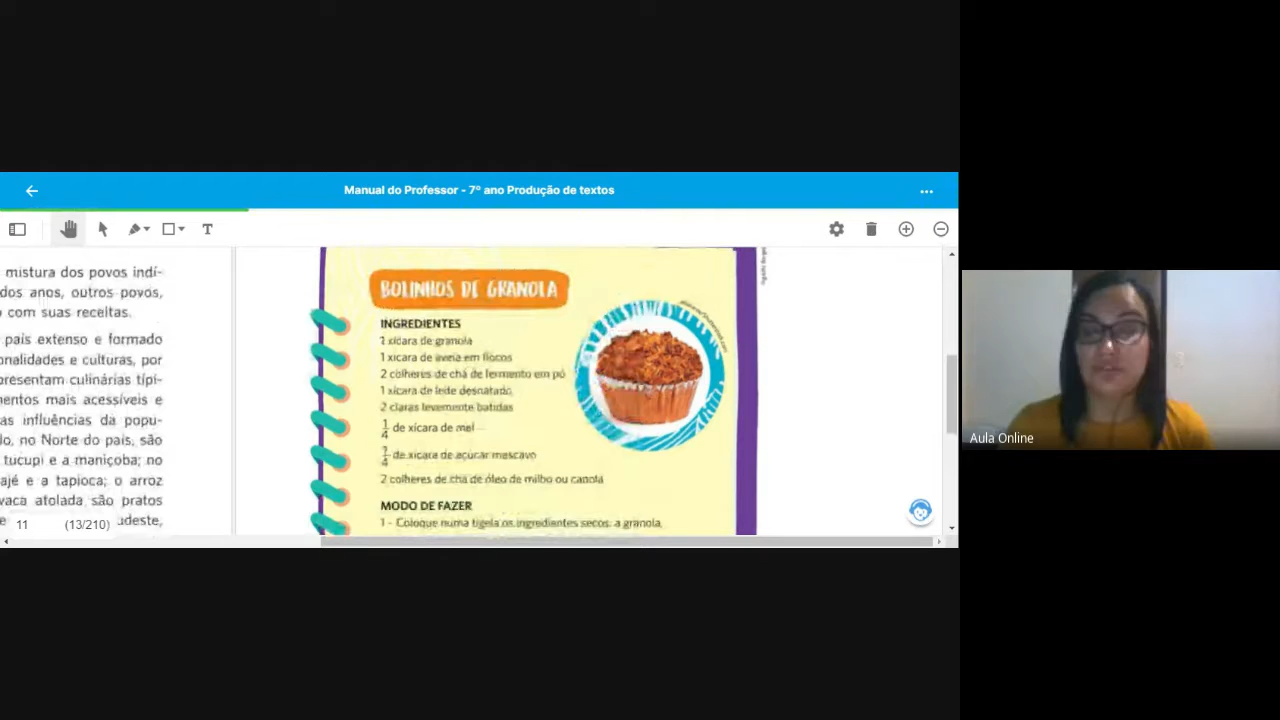 Manual do Professor - 7º ano Produção de textos
T
mistura dos povos indí-
dos anos, outros povos,
o com suas receitas.
país extenso e formado
onalidades e culturas, por
presentam culinárias típi-
mentos mais acessíveis e
as influências da popu-
lo, no Norte do país, são
tucupi e a maniçoba; no
ajé e a tapioca; o arroz
vaca atolada são pratos
11 (13/210) udeste,
BOLINHOS DE GRANOLA
INGREDIENTES
1 xícara de granola
1 xícara de aveia em flocos
2 colheres de chá de fermento em pó
1 xícara de leite desnatado
2 claras levemente batidas
1/4 de xícara de mel
1/4 de xícara de açúcar mascavo
2 colheres de chá de óleo de milho ou canola
MODO DE FAZER
1 - Coloque numa tigela os ingredientes secos: a granola,
Aula Online